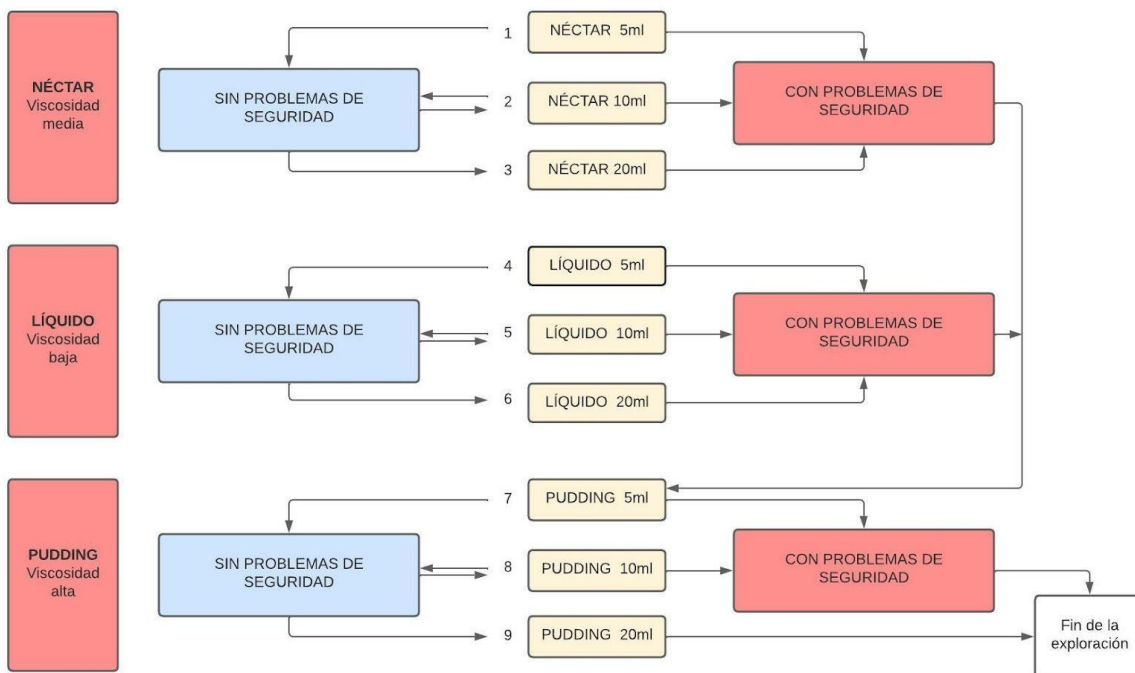 NÉCTAR
Viscosidad
media
SIN PROBLEMAS DE
SEGURIDAD
1 NÉCTAR 5ml
2 NÉCTAR 10ml
3 NÉCTAR 20ml
CON PROBLEMAS DE
SEGURIDAD
LÍQUIDO
Viscosidad
baja
SIN PROBLEMAS DE
SEGURIDAD
4 LÍQUIDO 5ml
5 LÍQUIDO 10ml
6 LÍQUIDO 20ml
CON PROBLEMAS DE
SEGURIDAD
PUDDING
Viscosidad
alta
SIN PROBLEMAS DE
SEGURIDAD
7 PUDDING 5ml
8 PUDDING 10ml
9 PUDDING 20ml
CON PROBLEMAS DE
SEGURIDAD
Fin de la
exploración